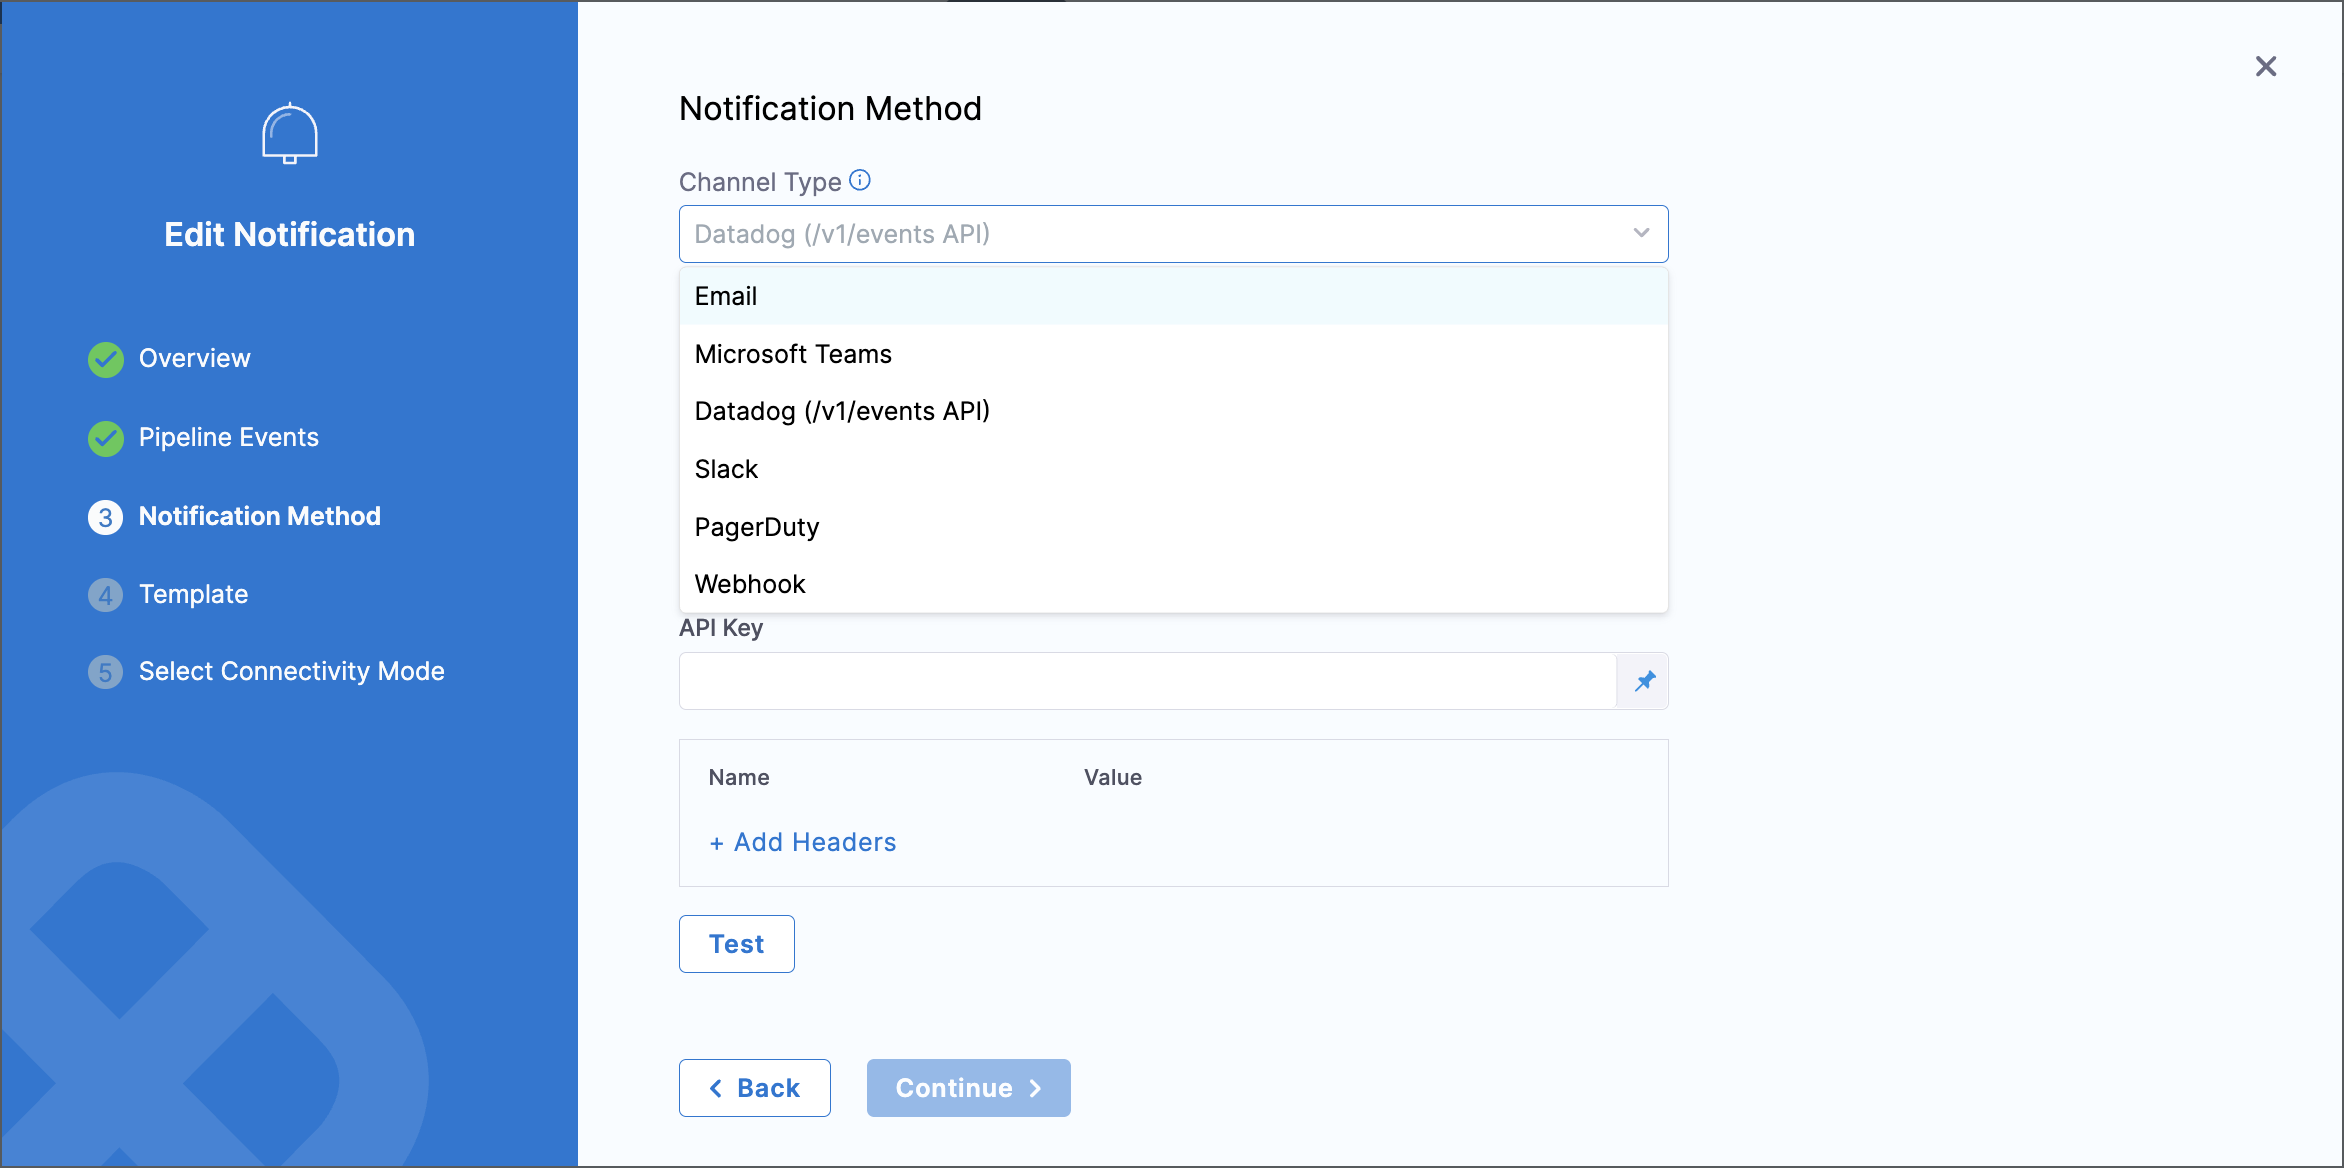 Edit Notification
Overview
Pipeline Events
3 Notification Method
4 Template
5 Select Connectivity Mode
Notification Method
Channel Type
Datadog (/v1/events API)
Email
Microsoft Teams
Datadog (/v1/events API)
Slack
PagerDuty
Webhook
API Key
Name Value
+ Add Headers
Test
Back Continue